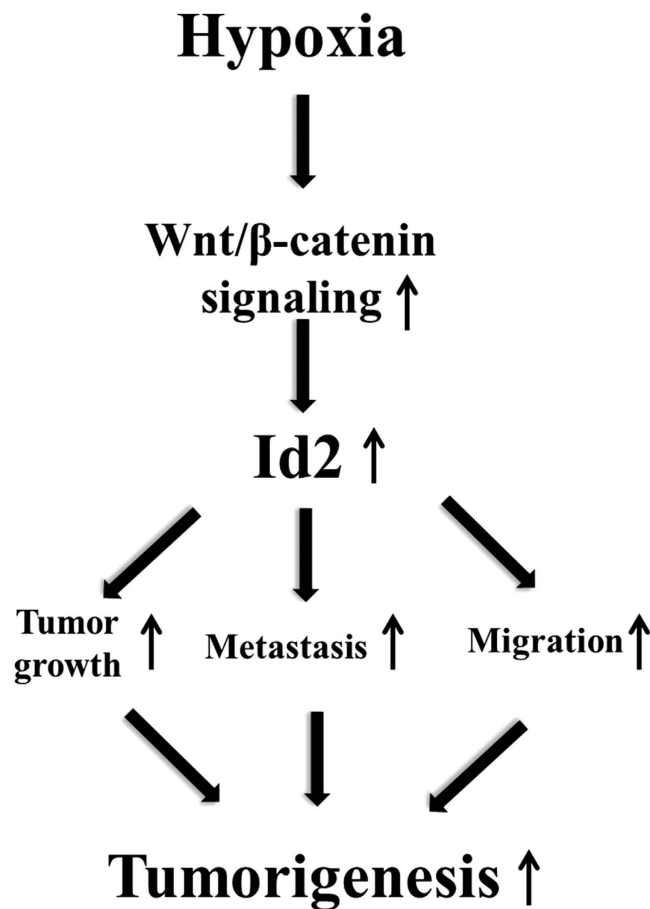 Hypoxia
Wnt/β-catenin
signaling ↑
Id2 ↑
Tumor
growth ↑
Metastasis ↑
Migration ↑
Tumorigenesis ↑